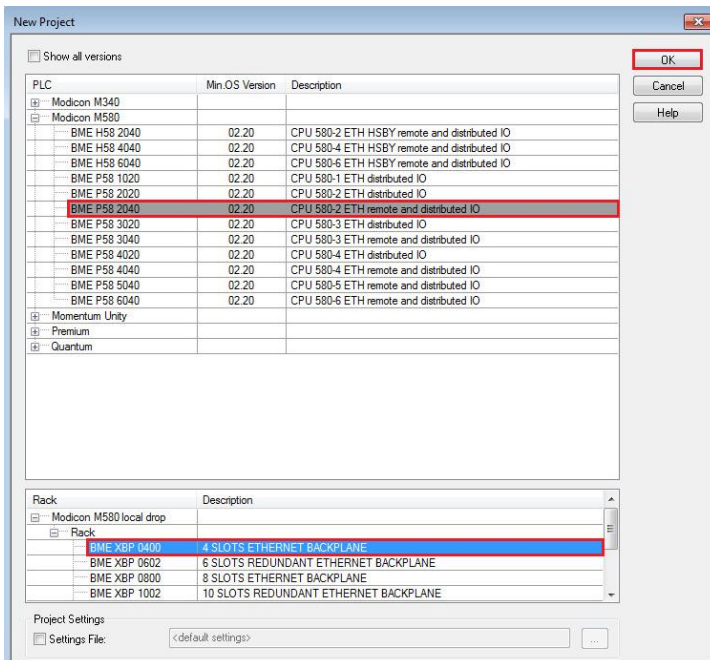 New Project
Show all versions
OK
Cancel
Help
PLC Min.OS Version Description
Modicon M340
Modicon M580
BME H58 2040 02.20 CPU 580-2 ETH HSBY remote and distributed IO
BME H58 4040 02.20 CPU 580-4 ETH HSBY remote and distributed IO
BME H58 6040 02.20 CPU 580-6 ETH HSBY remote and distributed IO
BME P58 1020 02.20 CPU 580-1 ETH distributed IO
BME P58 2020 02.20 CPU 580-2 ETH distributed IO
BME P58 2040 02.20 CPU 580-2 ETH remote and distributed IO
BME P58 3020 02.20 CPU 580-3 ETH distributed IO
BME P58 3040 02.20 CPU 580-3 ETH remote and distributed IO
BME P58 4020 02.20 CPU 580-4 ETH distributed IO
BME P58 4040 02.20 CPU 580-4 ETH remote and distributed IO
BME P58 5040 02.20 CPU 580-5 ETH remote and distributed IO
BME P58 6040 02.20 CPU 580-6 ETH remote and distributed IO
Momentum Unity
Premium
Quantum
Rack Description
Modicon M580 local drop
Rack
BME XBP 0400 4 SLOTS ETHERNET BACKPLANE
BME XBP 0602 6 SLOTS REDUNDANT ETHERNET BACKPLANE
BME XBP 0800 8 SLOTS ETHERNET BACKPLANE
BME XBP 1002 10 SLOTS REDUNDANT ETHERNET BACKPLANE
Project Settings
Settings File: <default settings> ...